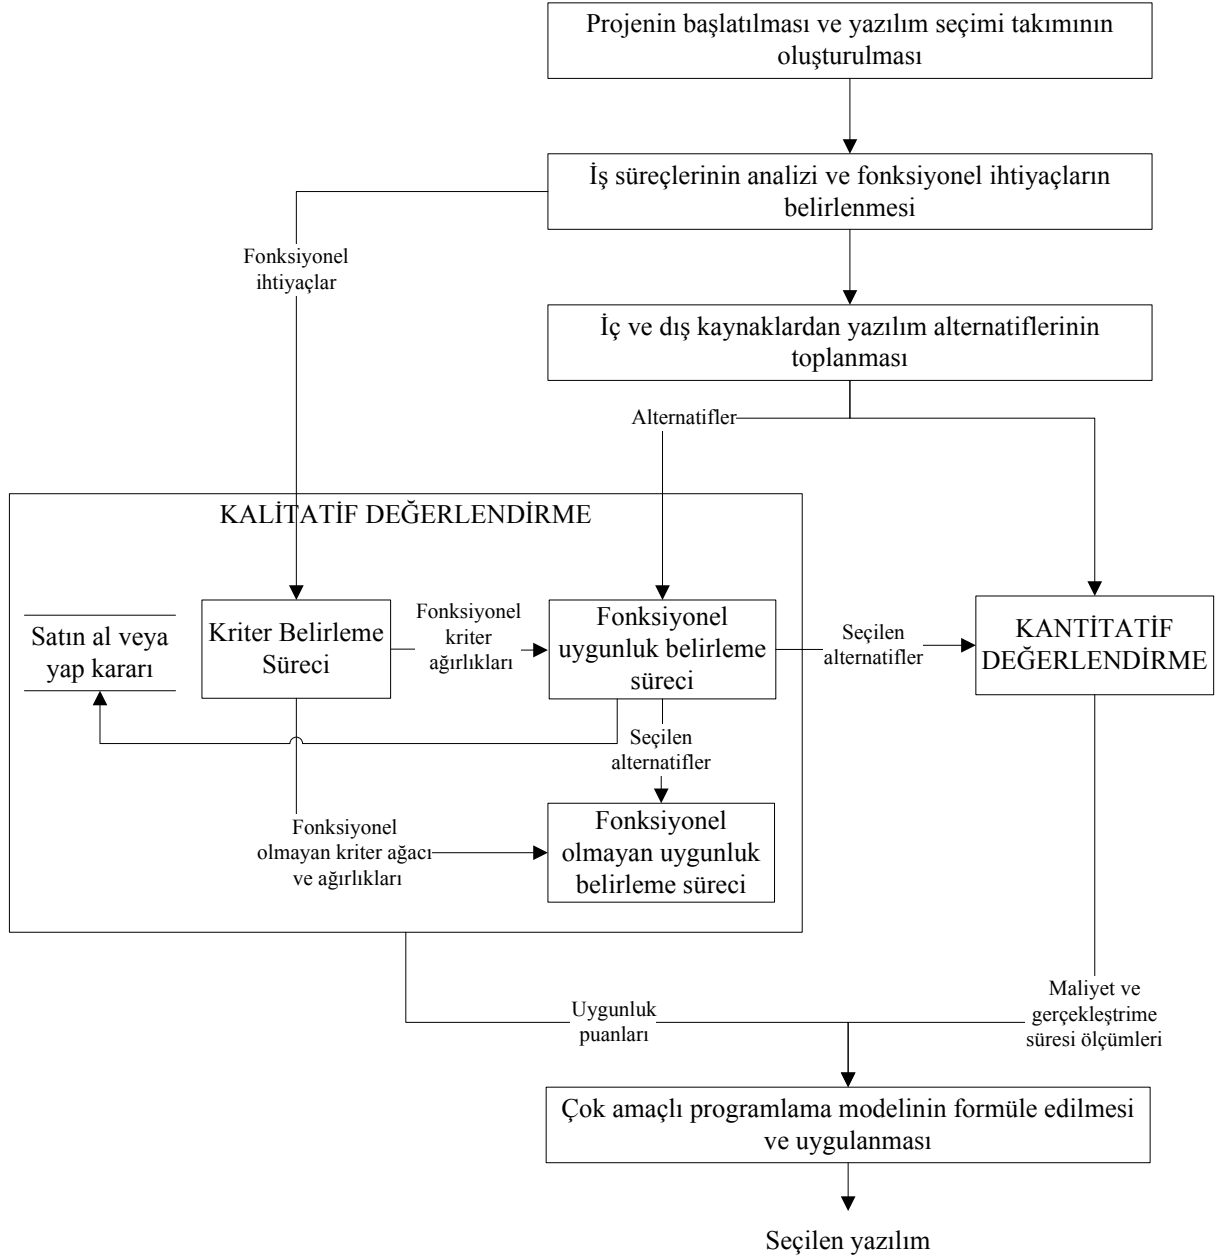 Projenin başlatılması ve yazılım seçimi takımının
oluşturulması
İş süreçlerinin analizi ve fonksiyonel ihtiyaçların
belirlenmesi
Fonksiyonel
ihtiyaçlar
İç ve dış kaynaklardan yazılım alternatiflerinin
toplanması
Alternatifler
KALİTATİF DEĞERLENDİRME
Satın al veya
yap kararı
Kriter Belirleme
Süreci
Fonksiyonel
kriter
ağırlıkları
Fonksiyonel
uygunluk belirleme
süreci
Seçilen
alternatifler
KANTİTATİF
DEĞERLENDİRME
Seçilen
alternatifler
Fonksiyonel
olmayan kriter ağacı
ve ağırlıkları
Fonksiyonel
olmayan uygunluk
belirleme süreci
Uygunluk
puanları
Maliyet ve
gerçekleştrime
süresi ölçümleri
Çok amaçlı programlama modelinin formüle edilmesi
ve uygulanması
Seçilen yazılım